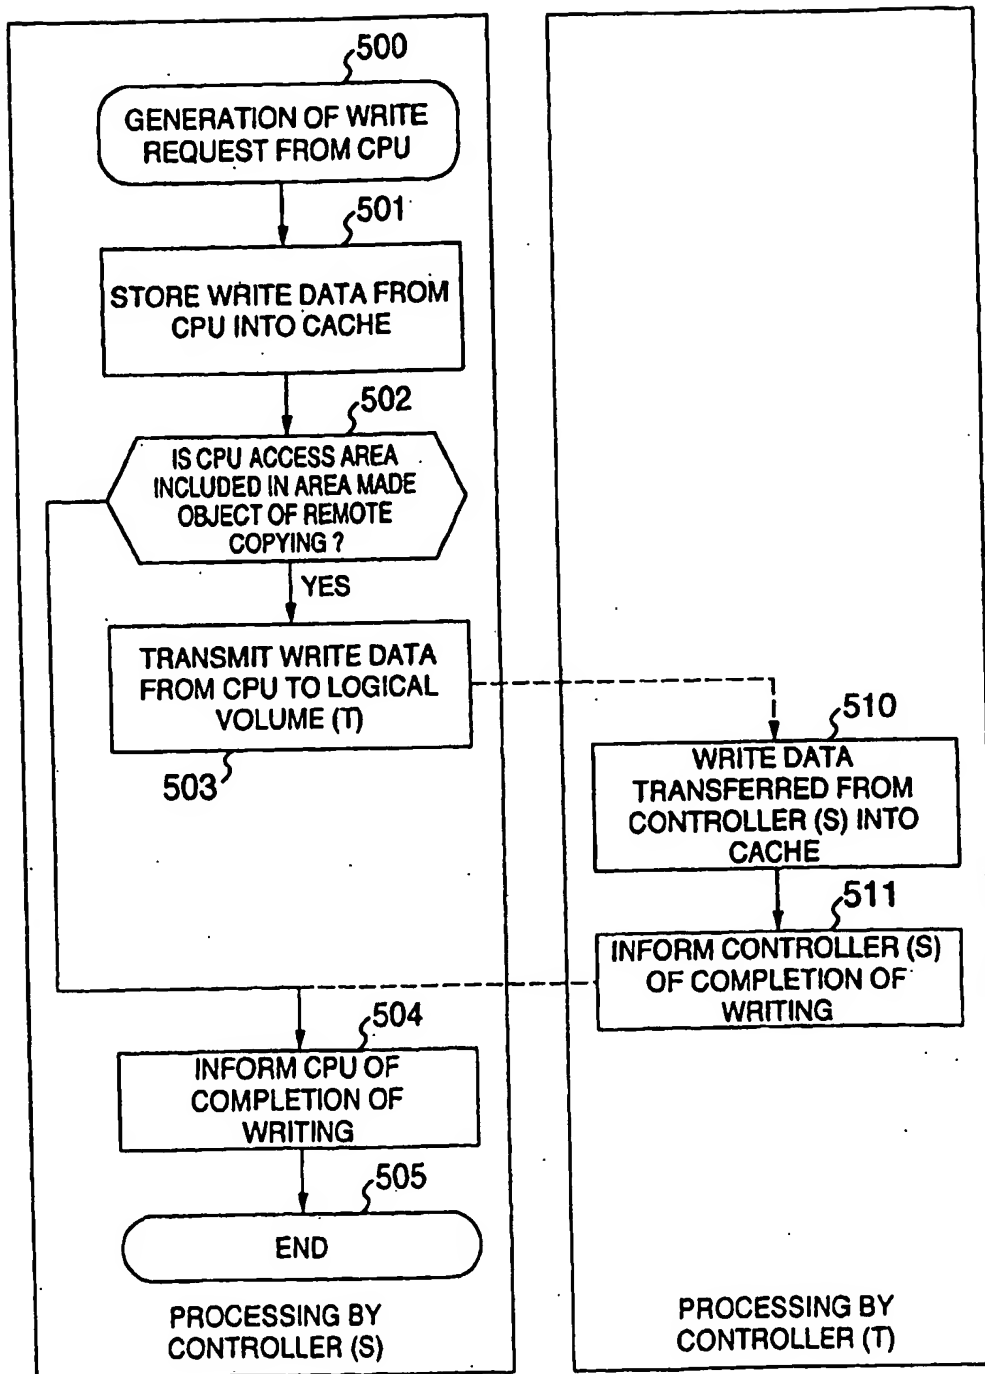 500
GENERATION OF WRITE
REQUEST FROM CPU
501
STORE WRITE DATA FROM
CPU INTO CACHE
502
IS CPU ACCESS AREA
INCLUDED IN AREA MADE
OBJECT OF REMOTE
COPYING ?
YES
TRANSMIT WRITE DATA
FROM CPU TO LOGICAL
VOLUME (T)
503
510
WRITE DATA
TRANSFERRED FROM
CONTROLLER (S) INTO
CACHE
511
INFORM CONTROLLER (S)
OF COMPLETION OF
WRITING
504
INFORM CPU OF
COMPLETION OF
WRITING
505
END
PROCESSING BY
CONTROLLER (S)
PROCESSING BY
CONTROLLER (T)